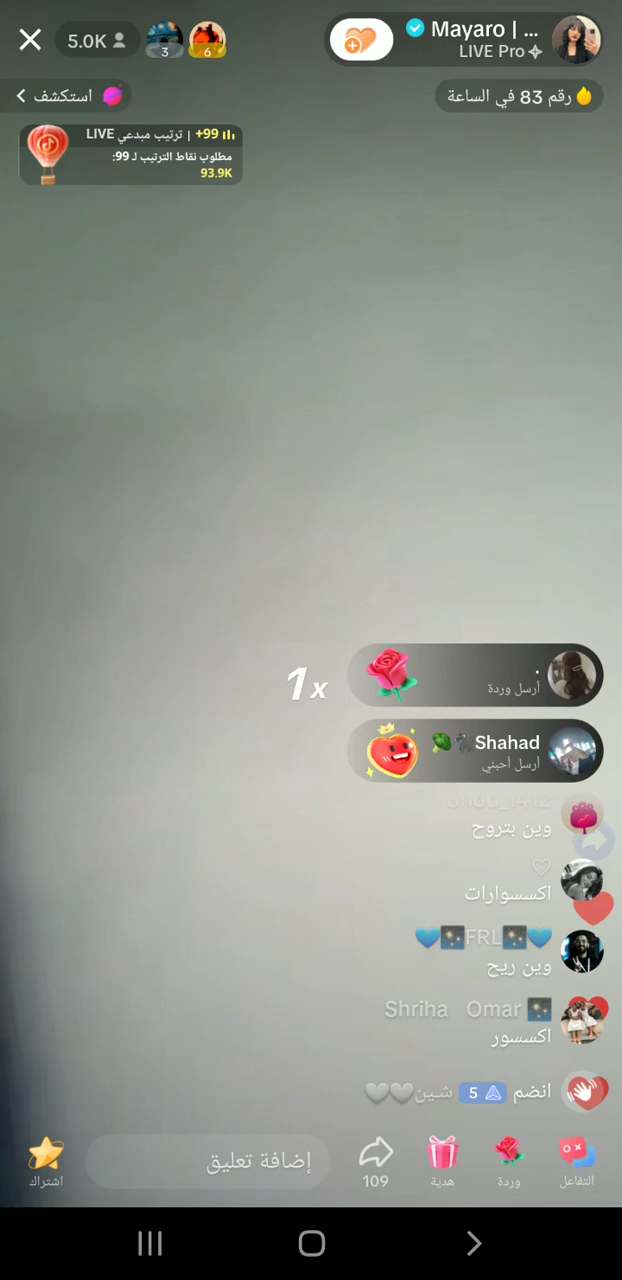 Mayaro | ...
LIVE Pro
5.0K
3
6
رقم 83 في الساعة
استكشف
+99 | ترتيب مبدعي LIVE
مطلوب نقاط الترتيب لـ 99:
93.9K
.
أرسل وردة
1x
Shahad
أرسل أحبني
وين بتروح
♡
اكسسوارات
FRL
وين ريح
Shriha Omar
اكسسور
انضم 5 شين
إضافة تعليق
109
هدية
وردة
التفاعل
اشتراك